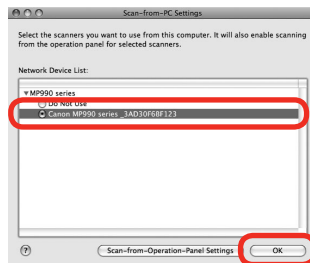 Scan-from-PC Settings
Select the scanners you want to use from this computer. It will also enable scanning
from the operation panel for selected scanners.
Network Device List:
MP990 series
Do Not Use
Canon MP990 series _3AD30F68F123
?
Scan-from-Operation-Panel Settings
OK